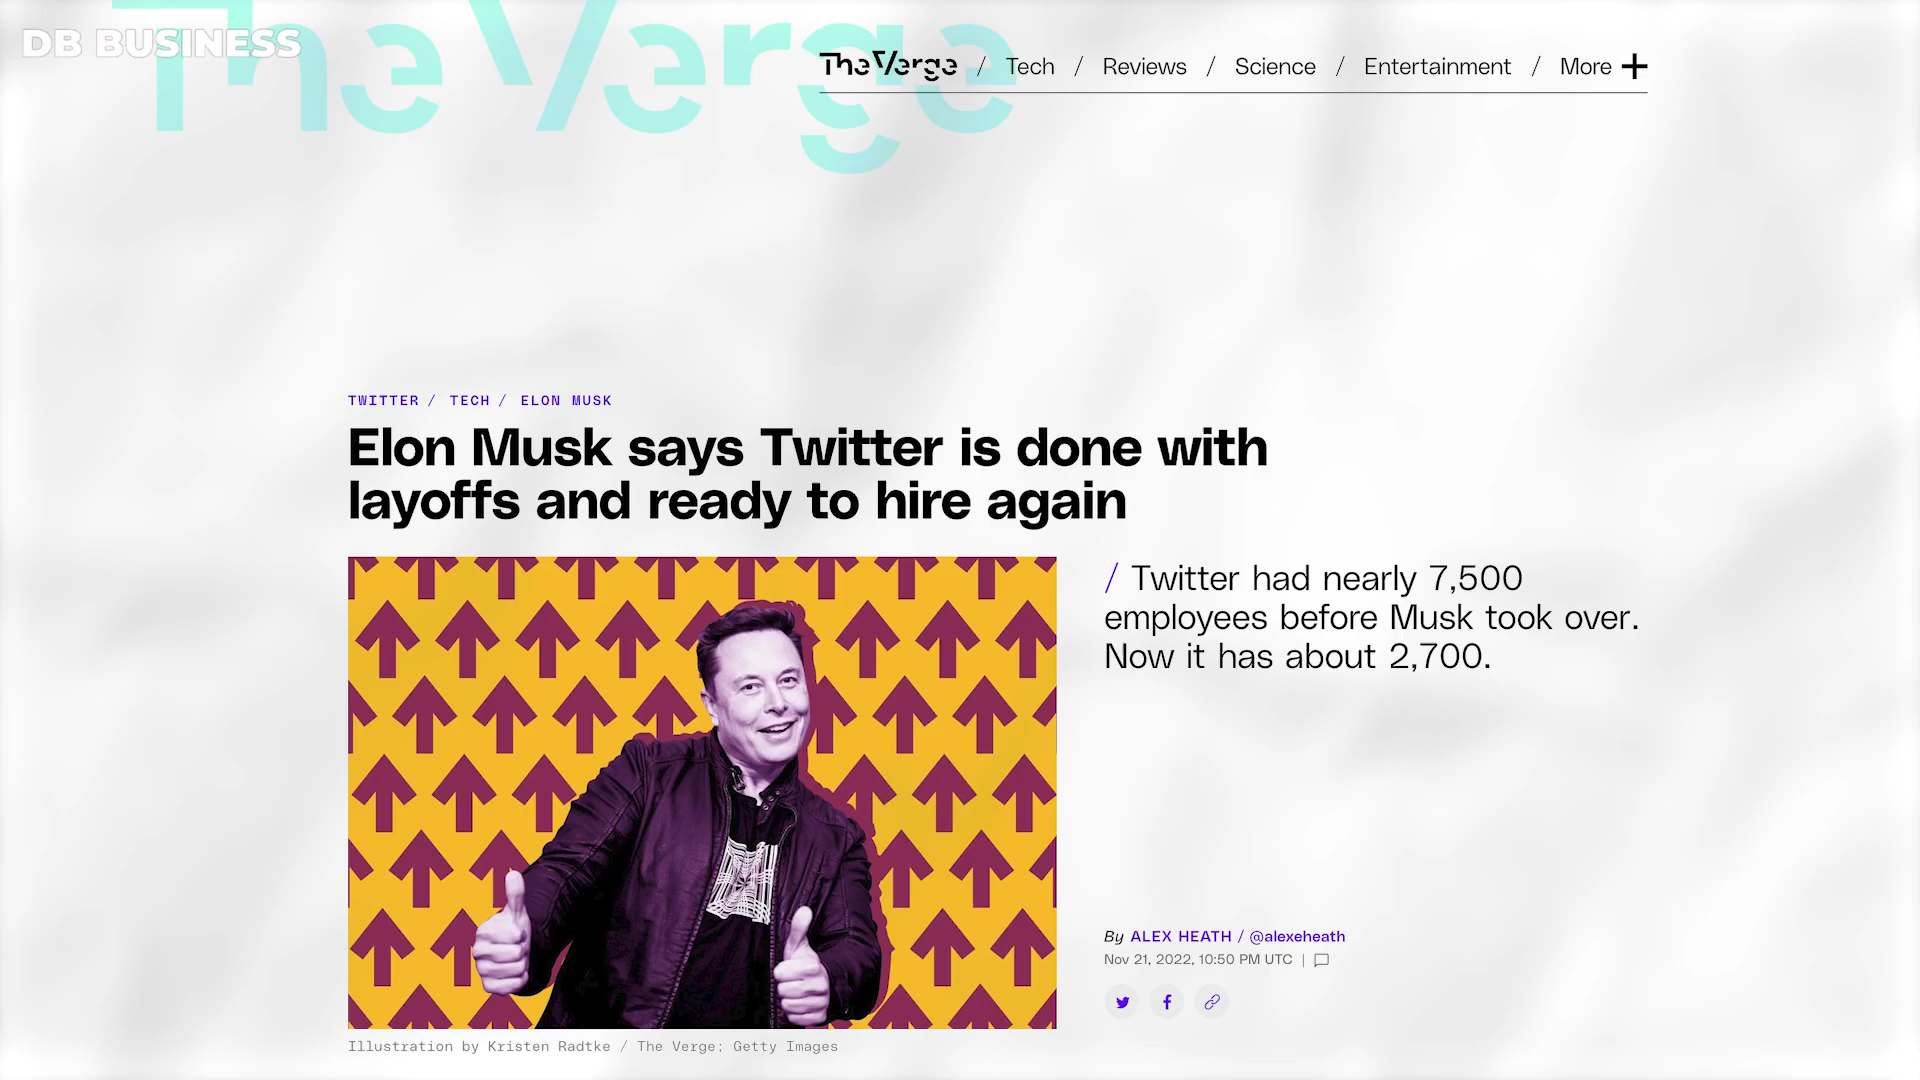 DB BUSINESS
The Verge
The Verge / Tech / Reviews / Science / Entertainment / More +
TWITTER / TECH / ELON MUSK
Elon Musk says Twitter is done with
layoffs and ready to hire again
/ Twitter had nearly 7,500
employees before Musk took over.
Now it has about 2,700.
By ALEX HEATH / @alexeheath
Nov 21, 2022, 10:50 PM UTC |
Illustration by Kristen Radtke / The Verge; Getty Images